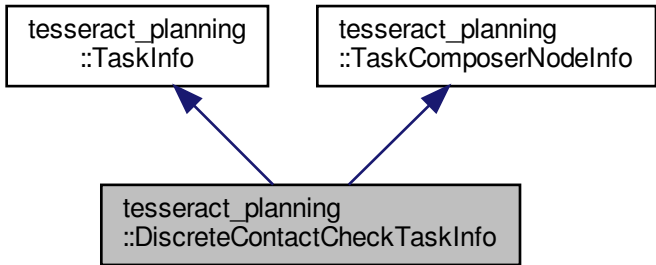 tesseract_planning
::TaskInfo
tesseract_planning
::TaskComposerNodeInfo
tesseract_planning
::DiscreteContactCheckTaskInfo